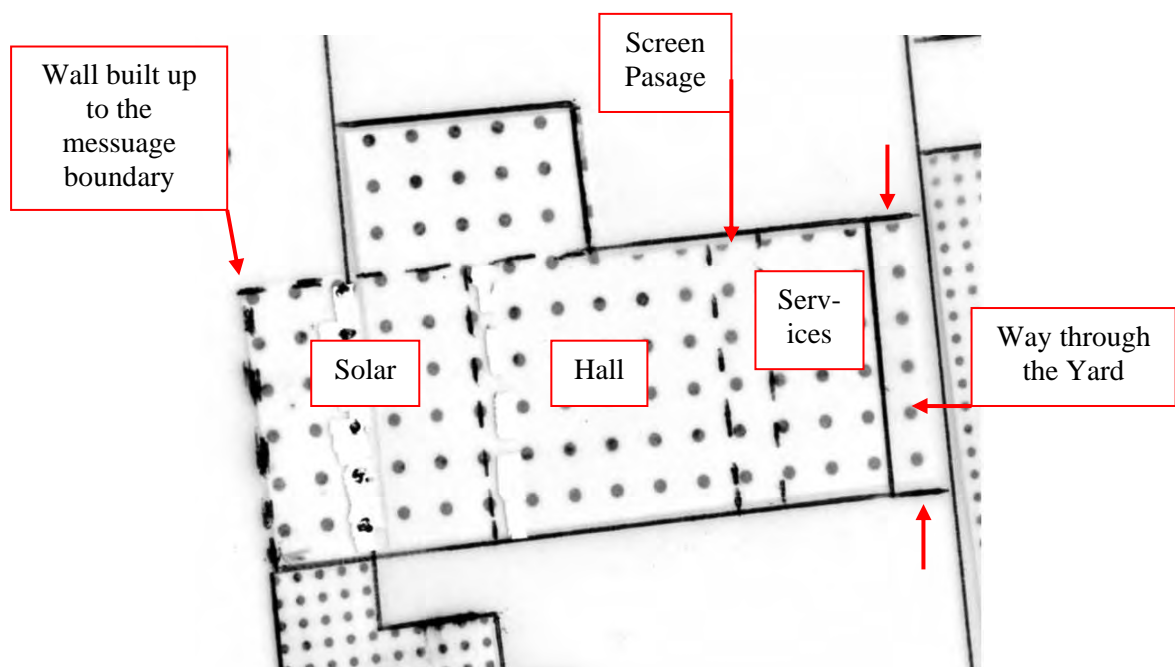 Wall built up
to the
messuage
boundary
Screen
Pasage
Solar
Hall
Serv-
ices
Way through
the Yard